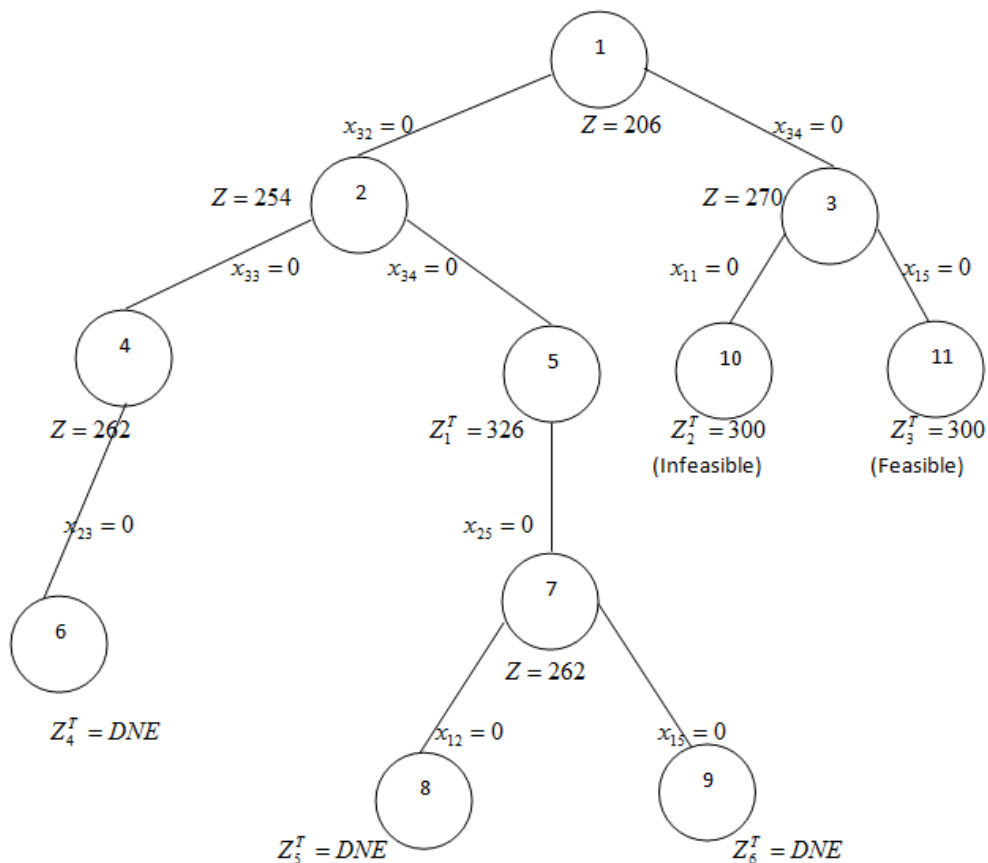 1
x₃₂ = 0
Z = 206
x₃₄ = 0
Z = 254
2
Z = 270
3
x₃₃ = 0
x₃₄ = 0
x₁₁ = 0
x₁₅ = 0
4
5
10
11
Z = 262
Z₁ᵀ = 326
Z₂ᵀ = 300
Z₃ᵀ = 300
(Infeasible)
(Feasible)
x₂₃ = 0
x₂₅ = 0
7
6
Z = 262
Z₄ᵀ = DNE
x₁₂ = 0
x₁₅ = 0
8
9
Z₅ᵀ = DNE
Z₆ᵀ = DNE